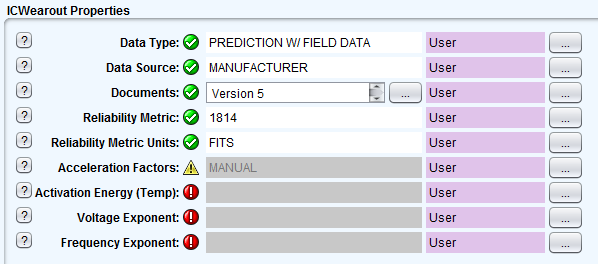 ICWearout Properties
? Data Type: PREDICTION W/ FIELD DATA User ...
? Data Source: MANUFACTURER User ...
? Documents: Version 5 ... User ...
? Reliability Metric: 1814 User ...
? Reliability Metric Units: FITS User ...
? Acceleration Factors: MANUAL User ...
? Activation Energy (Temp): User ...
? Voltage Exponent: User ...
? Frequency Exponent: User ...